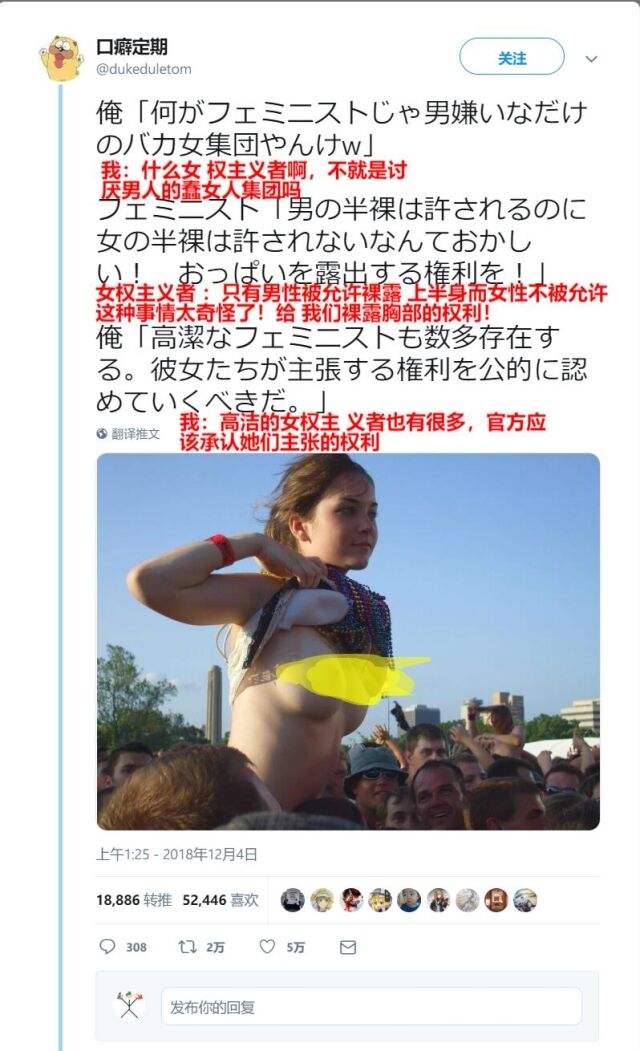 口癖定期
@dukeduletom
关注
俺「何がフェミニストじゃ男嫌いなだけ
のバカ女集団やんけw」
我：什么女 权主义者啊，不就是讨
厌男人的蠢女人集团吗
フェミニスト「男の半裸は許されるのに
女の半裸は許されないなんておかし
い！　おっぱいを露出する権利を！」
女权主义者 ：只有男性被允许裸露 上半身而女性不被允许
这种事情太奇怪了！给 我们裸露胸部的权利！
俺「高潔なフェミニストも数多存在す
る。彼女たちが主張する権利を公的に認
めていくべきだ。」
我：高洁的女权主 义者也有很多，官方应
该承认她们主张的权利
翻译推文
上午1:25 - 2018年12月4日
18,886 转推 52,446 喜欢
308 2万 5万
发布你的回复